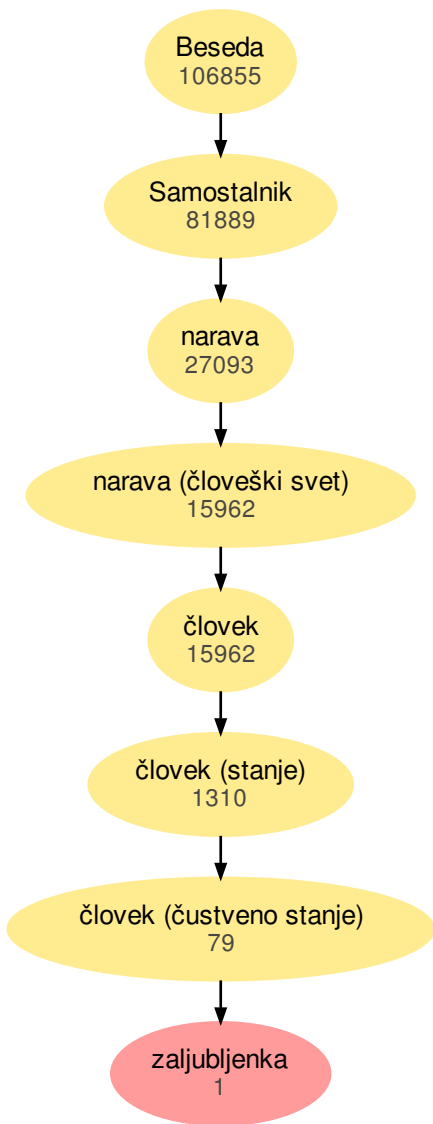 Beseda
106855
Samostalnik
81889
narava
27093
narava (človeški svet)
15962
človek
15962
človek (stanje)
1310
človek (čustveno stanje)
79
zaljubljenka
1